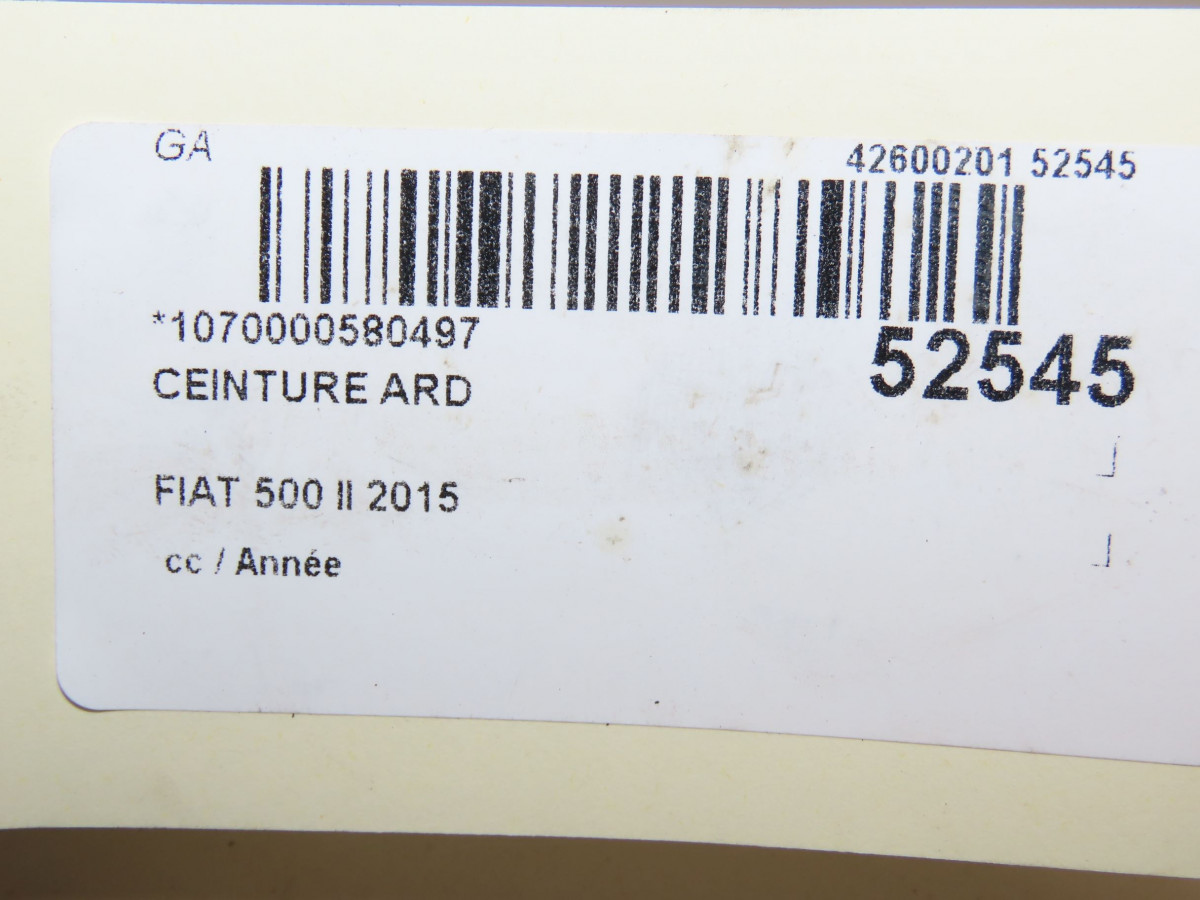 GA
42600201 52545
*1070000580497
52545
CEINTURE ARD
FIAT 500 II 2015
cc / Année